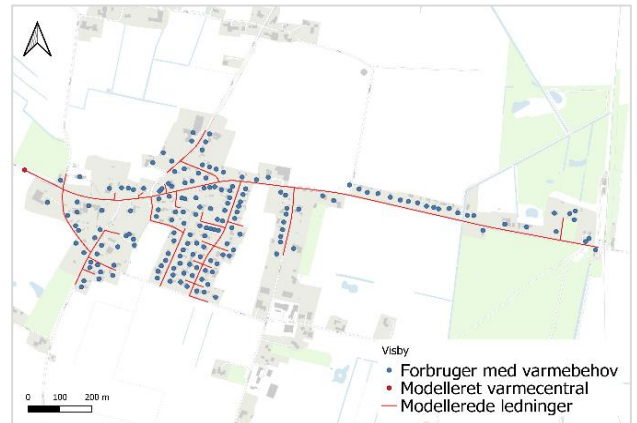 Visby
Forbruger med varmebehov
Modelleret varmecentral
Modellerede ledninger
0 100 200 m